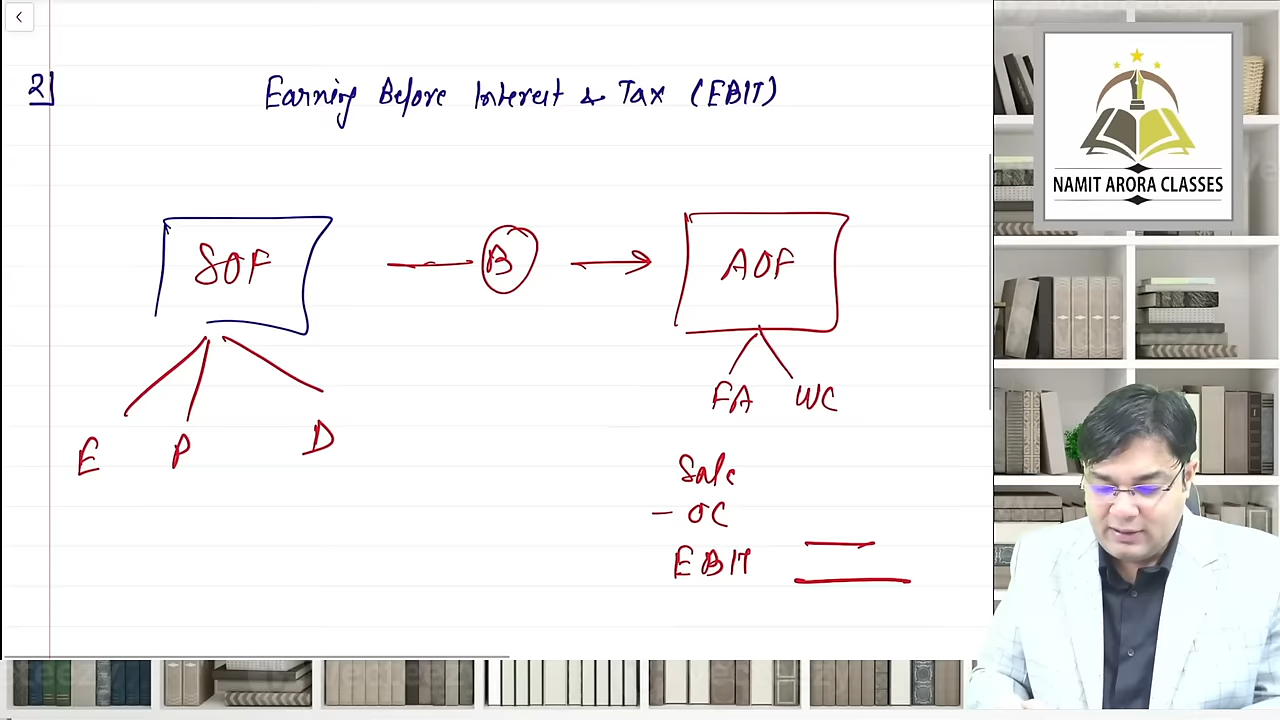 2
Earning Before Interest & Tax (EBIT)
SOF
B
AOF
FA WC
E P D
Sale
- OC
EBIT
NAMIT ARORA CLASSES